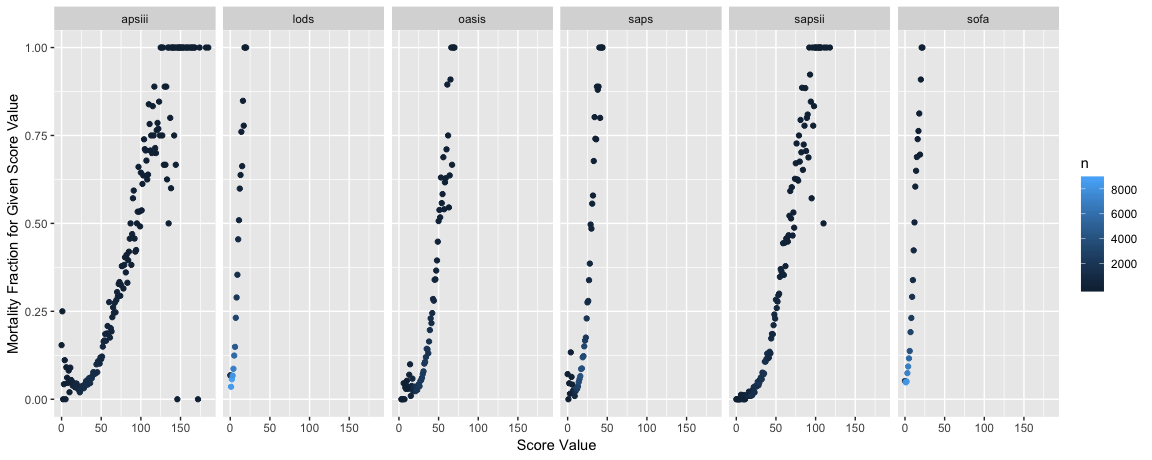 apsiii lods oasis saps sapsii sofa
Mortality Fraction for Given Score Value
1.00
0.75
0.50
0.25
0.00
0 50 100 150 0 50 100 150 0 50 100 150 0 50 100 150 0 50 100 150 0 50 100 150
Score Value
n
8000
6000
4000
2000